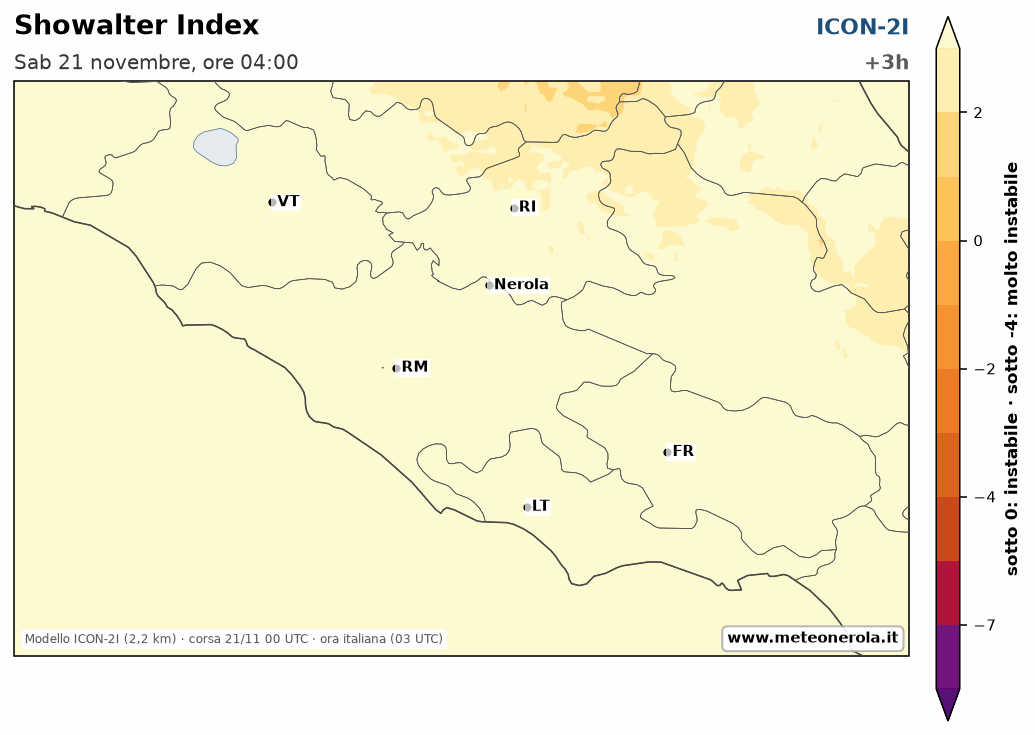 Showalter Index
ICON-2I
Sab 21 novembre, ore 04:00
+3h
VT
RI
Nerola
RM
FR
LT
2
0
−2
−4
−7
sotto 0: instabile · sotto -4: molto instabile
Modello ICON-2I (2,2 km) · corsa 21/11 00 UTC · ora italiana (03 UTC)
www.meteonerola.it